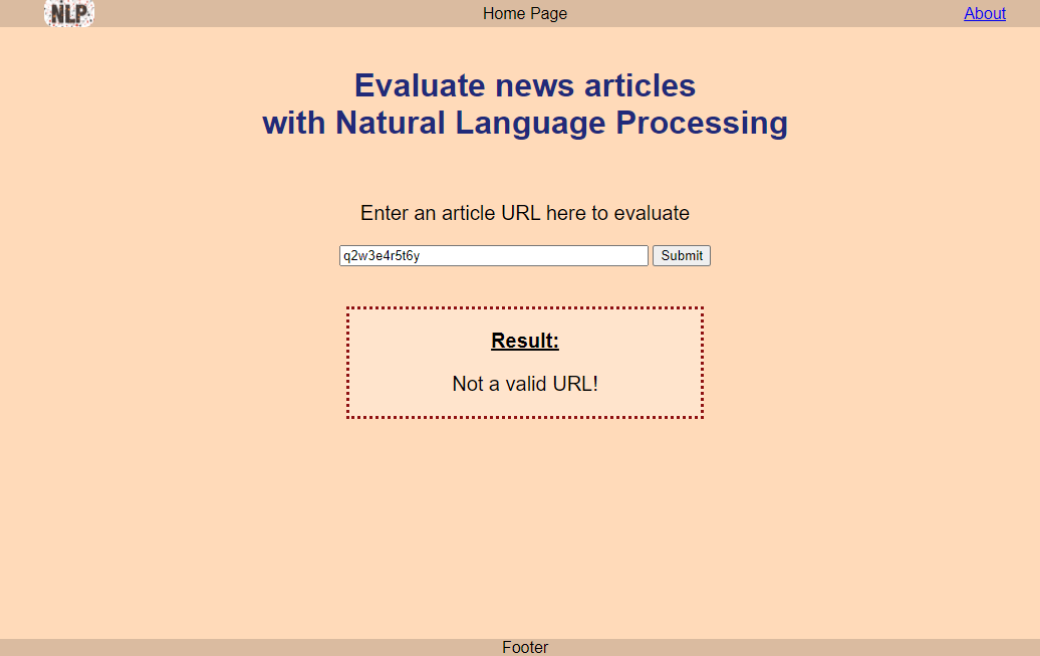 NLP
Home Page
About
Evaluate news articles
with Natural Language Processing
Enter an article URL here to evaluate
q2w3e4r5t6y
Submit
Result:
Not a valid URL!
Footer